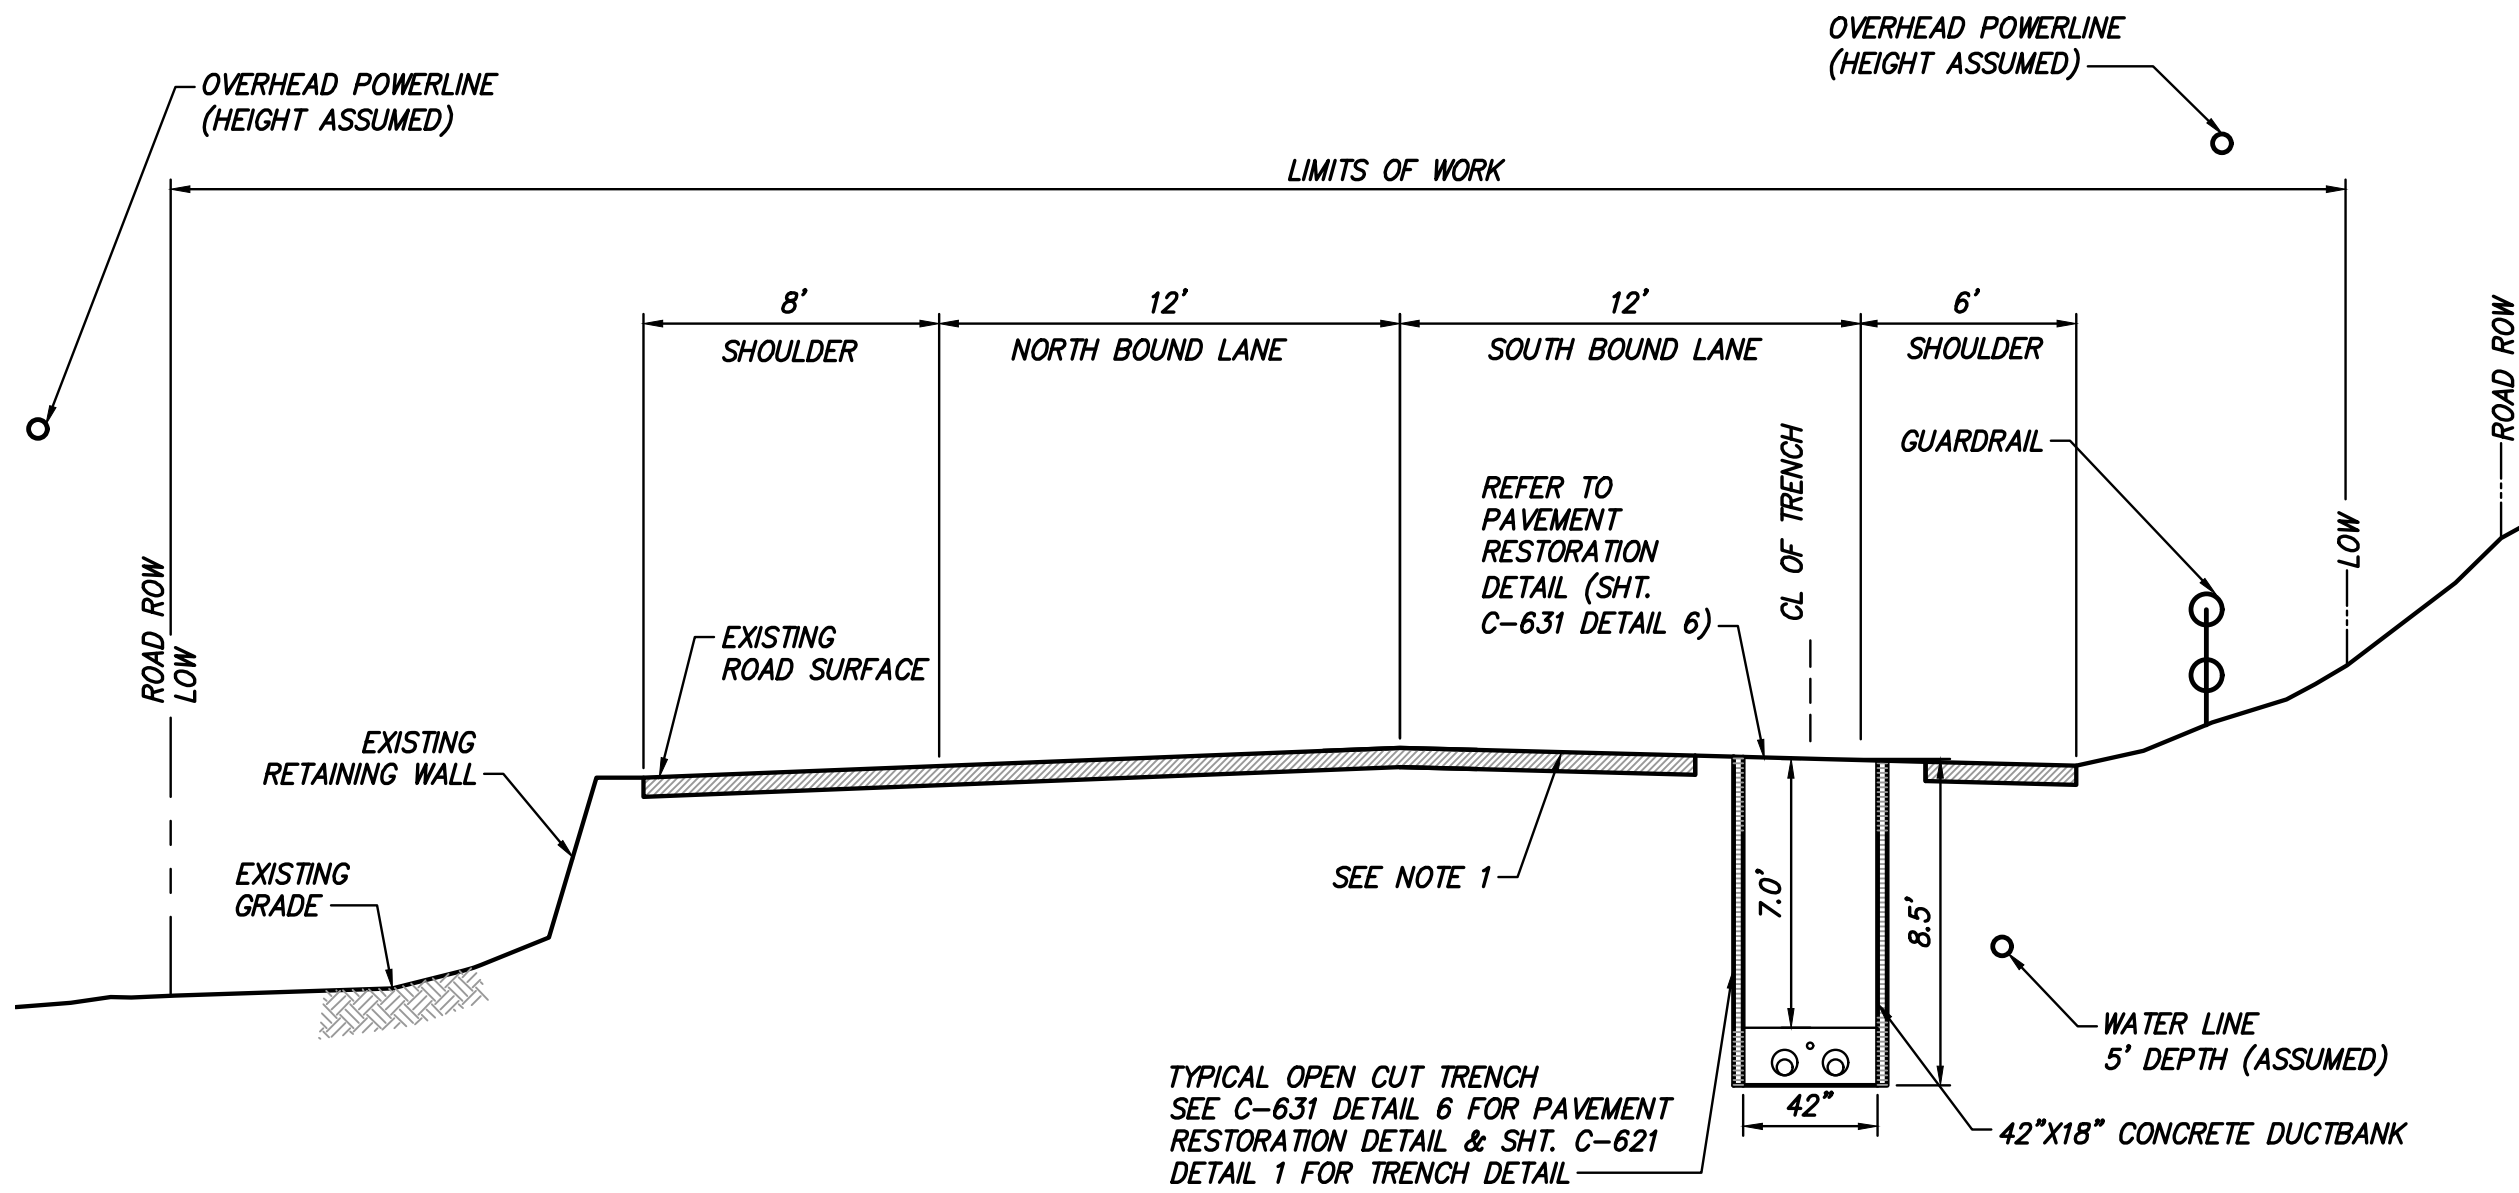 OVERHEAD POWERLINE
(HEIGHT ASSUMED)
OVERHEAD POWERLINE
(HEIGHT ASSUMED)
LIMITS OF WORK
8'
12'
12'
6'
SHOULDER
NORTH BOUND LANE
SOUTH BOUND LANE
SHOULDER
ROAD ROW
GUARDRAIL
CL OF TRENCH
REFER TO
PAVEMENT
RESTORATION
DETAIL (SHT.
C-631 DETAIL 6)
LOW
ROAD ROW
LOW
EXISTING
ROAD SURFACE
EXISTING
RETAINING WALL
EXISTING
GRADE
SEE NOTE 1
7.0'
8.5'
WATER LINE
5' DEPTH (ASSUMED)
TYPICAL OPEN CUT TRENCH
SEE C-631 DETAIL 6 FOR PAVEMENT
RESTORATION DETAIL & SHT. C-621
DETAIL 1 FOR TRENCH DETAIL
42"
42"X18" CONCRETE DUCTBANK